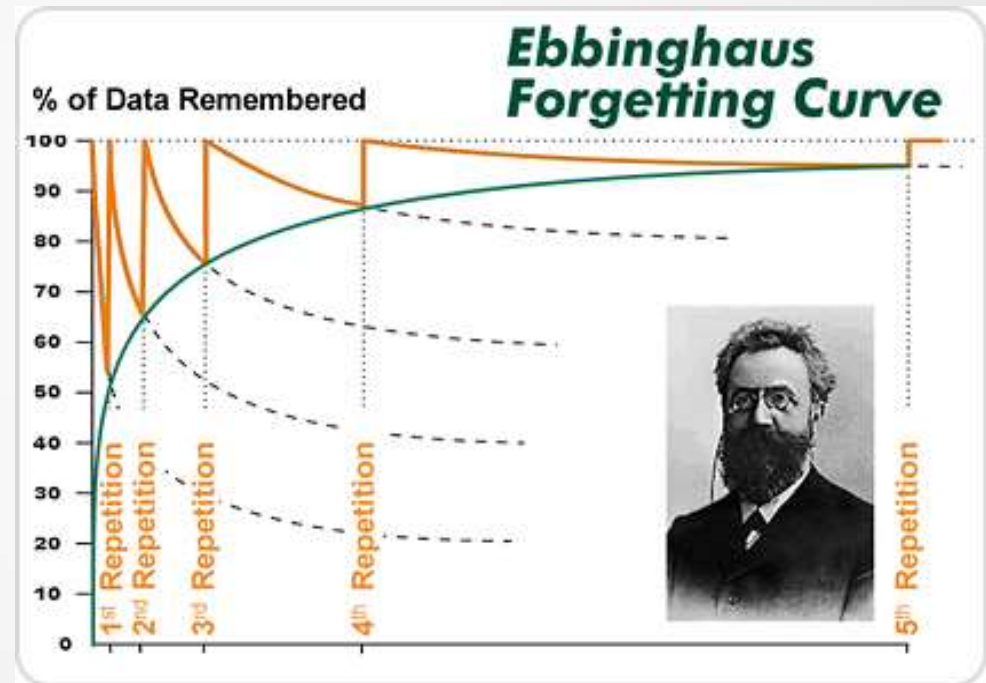 Ebbinghaus
Forgetting Curve
% of Data Remembered
100
90
80
70
60
50
40
30
20
10
0
1st Repetition
2nd Repetition
3rd Repetition
4th Repetition
5th Repetition